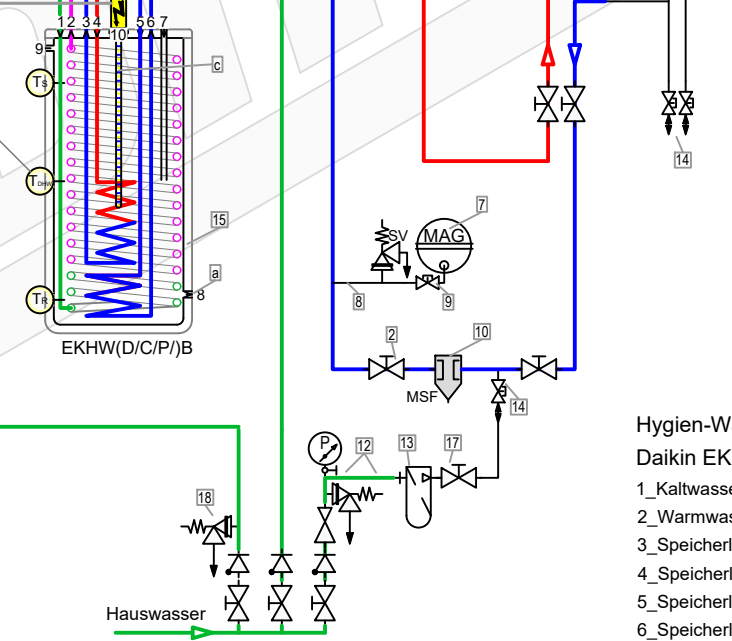 1 2 3 4 5 6 7
10
9
c
TS
7
14
TDHW
SV
MAG
15
a
8
TR
8
9
EKHW(D/C/P/)B
2
10
MSF
14
P
12
13
17
18
Hygien-W
Daikin EK
1_Kaltwasse
2_Warmwas
3_Speicherl
4_Speicherl
5_Speicherl
6_Speicherl
Hauswasser